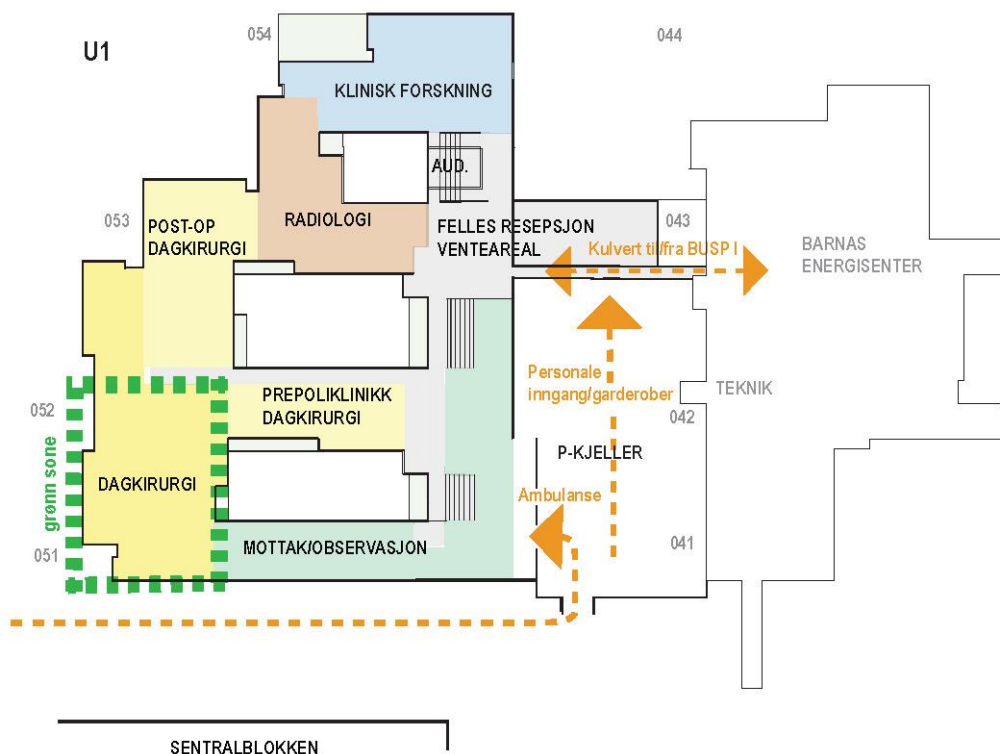 054
044
U1
KLINISK FORSKNING
AUD.
053
POST-OP
DAGKIRURGI
RADIOLOGI
FELLES RESEPSJON
VENTEAREAL
043
Kulvert til/fra BUSP I
BARNAS
ENERGISENTER
Personale
inngang/garderober
TEKNIK
052
PREPOLIKLINIKK
DAGKIRURGI
042
P-KJELLER
DAGKIRURGI
Ambulanse
grønn sone
051
MOTTAK/OBSERVASJON
041
SENTRALBLOKKEN